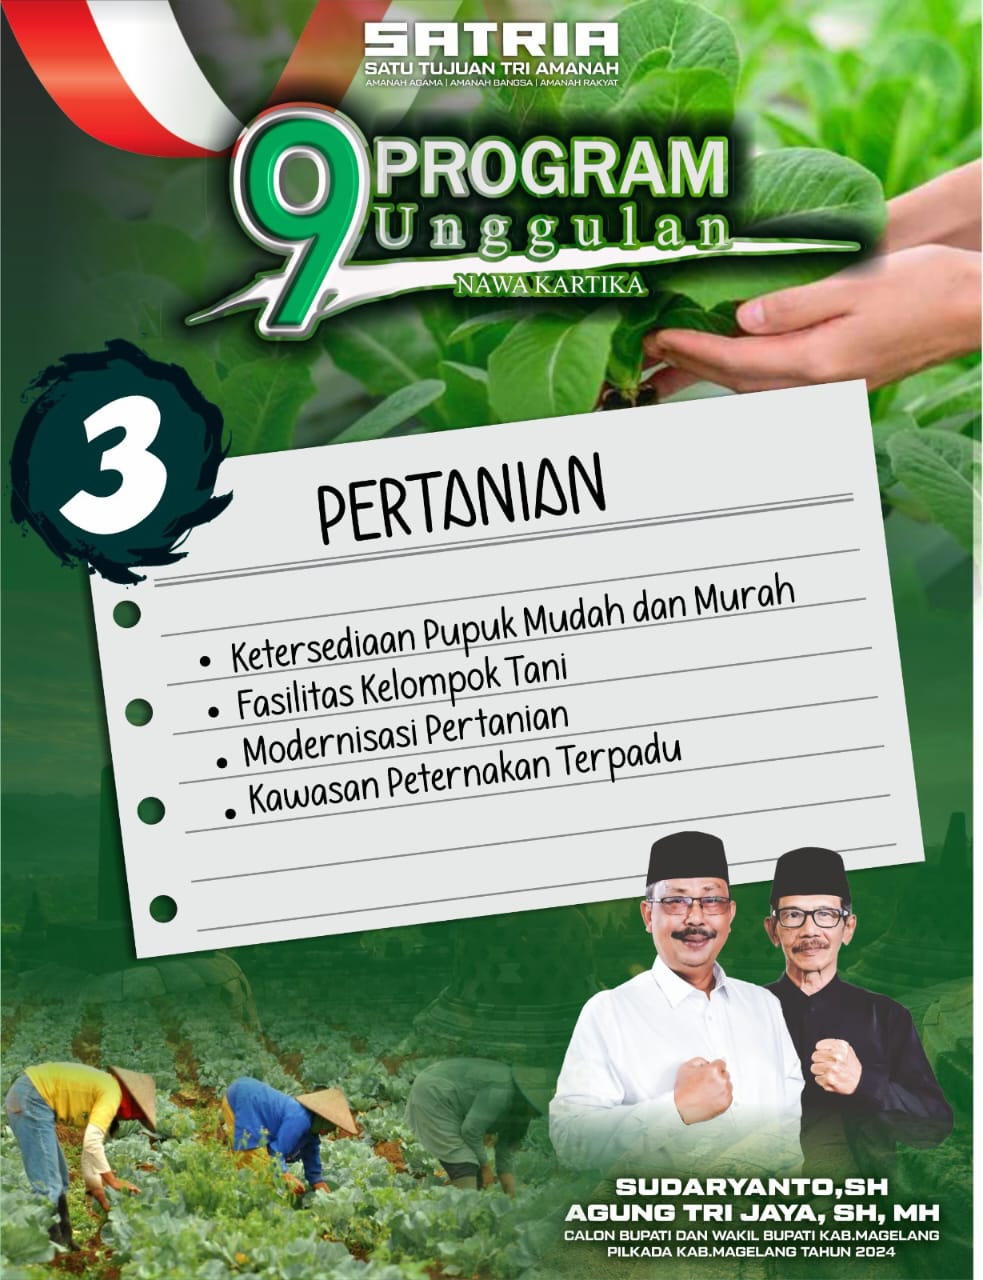 SATRIA
SATU TUJUAN TRI AMANAH
AMANAH AGAMA | AMANAH BANGSA | AMANAH RAKYAT
9 PROGRAM
Unggulan
NAWA KARTIKA
3
PERTANIAN
• Ketersediaan Pupuk Mudah dan Murah
• Fasilitas Kelompok Tani
• Modernisasi Pertanian
• Kawasan Peternakan Terpadu
SUDARYANTO,SH
AGUNG TRI JAYA, SH, MH
CALON BUPATI DAN WAKIL BUPATI KAB.MAGELANG
PILKADA KAB.MAGELANG TAHUN 2024